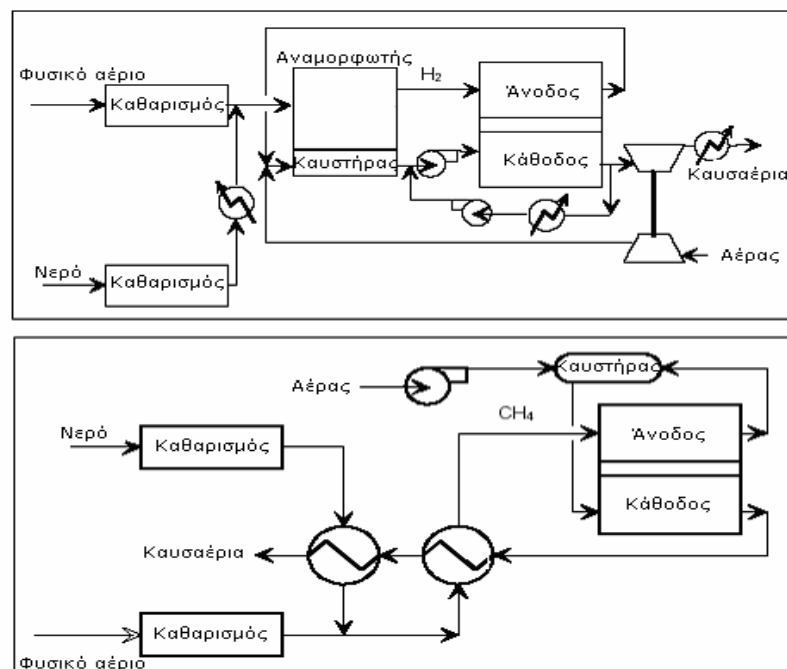 Αναμορφωτής
Φυσικό αέριο
H₂
Καθαρισμός
Άνοδος
Καυστήρας
Κάθοδος
Καυσαέρια
Νερό
Καθαρισμός
Αέρας
Καυστήρας
Αέρας
CH₄
Νερό
Καθαρισμός
Άνοδος
Κάθοδος
Καυσαέρια
Καθαρισμός
Φυσικό αέριο